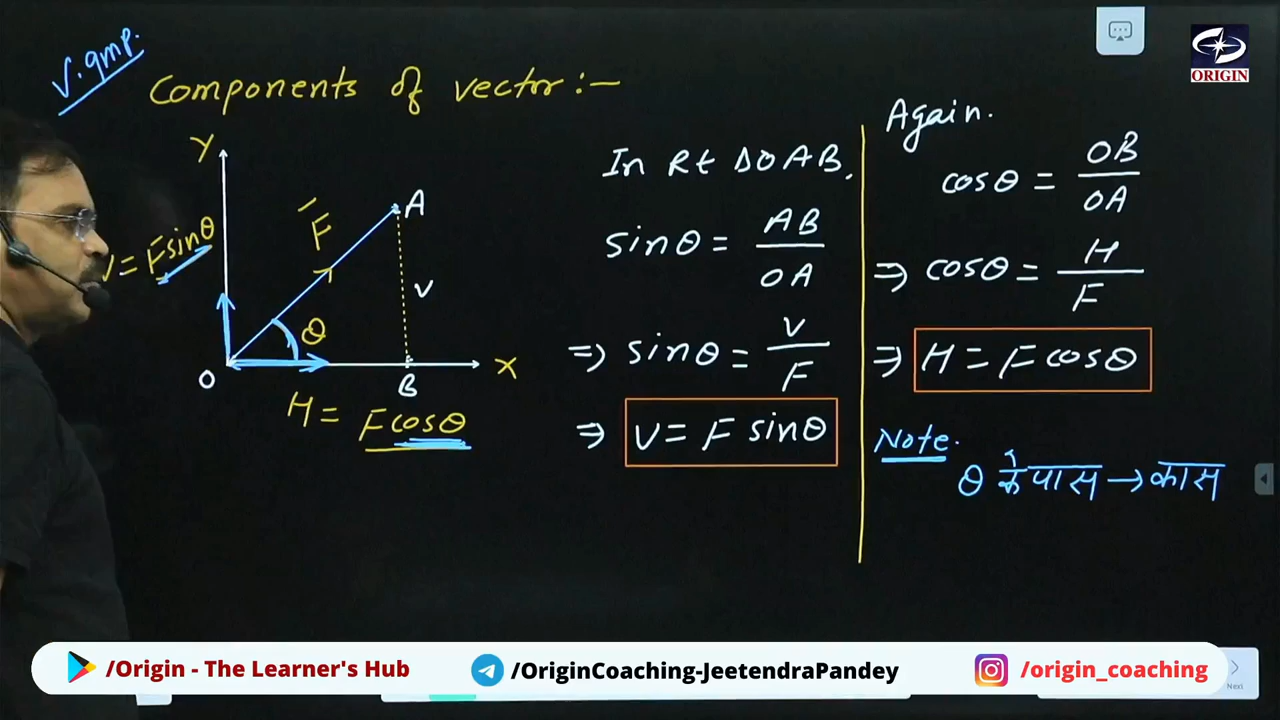 V. Imp.
Components of vector :-
Y
A
F
V = F sinθ
V
θ
O
B
X
H = F cosθ
In Rt ΔOAB,
sinθ = AB / OA
⇒ sinθ = V / F
⇒ V = F sinθ
Again.
cosθ = OB / OA
⇒ cosθ = H / F
⇒ H = F cosθ
Note.
θ के पास → कास
ORIGIN
/Origin - The Learner's Hub
/OriginCoaching-JeetendraPandey
/origin_coaching
Next